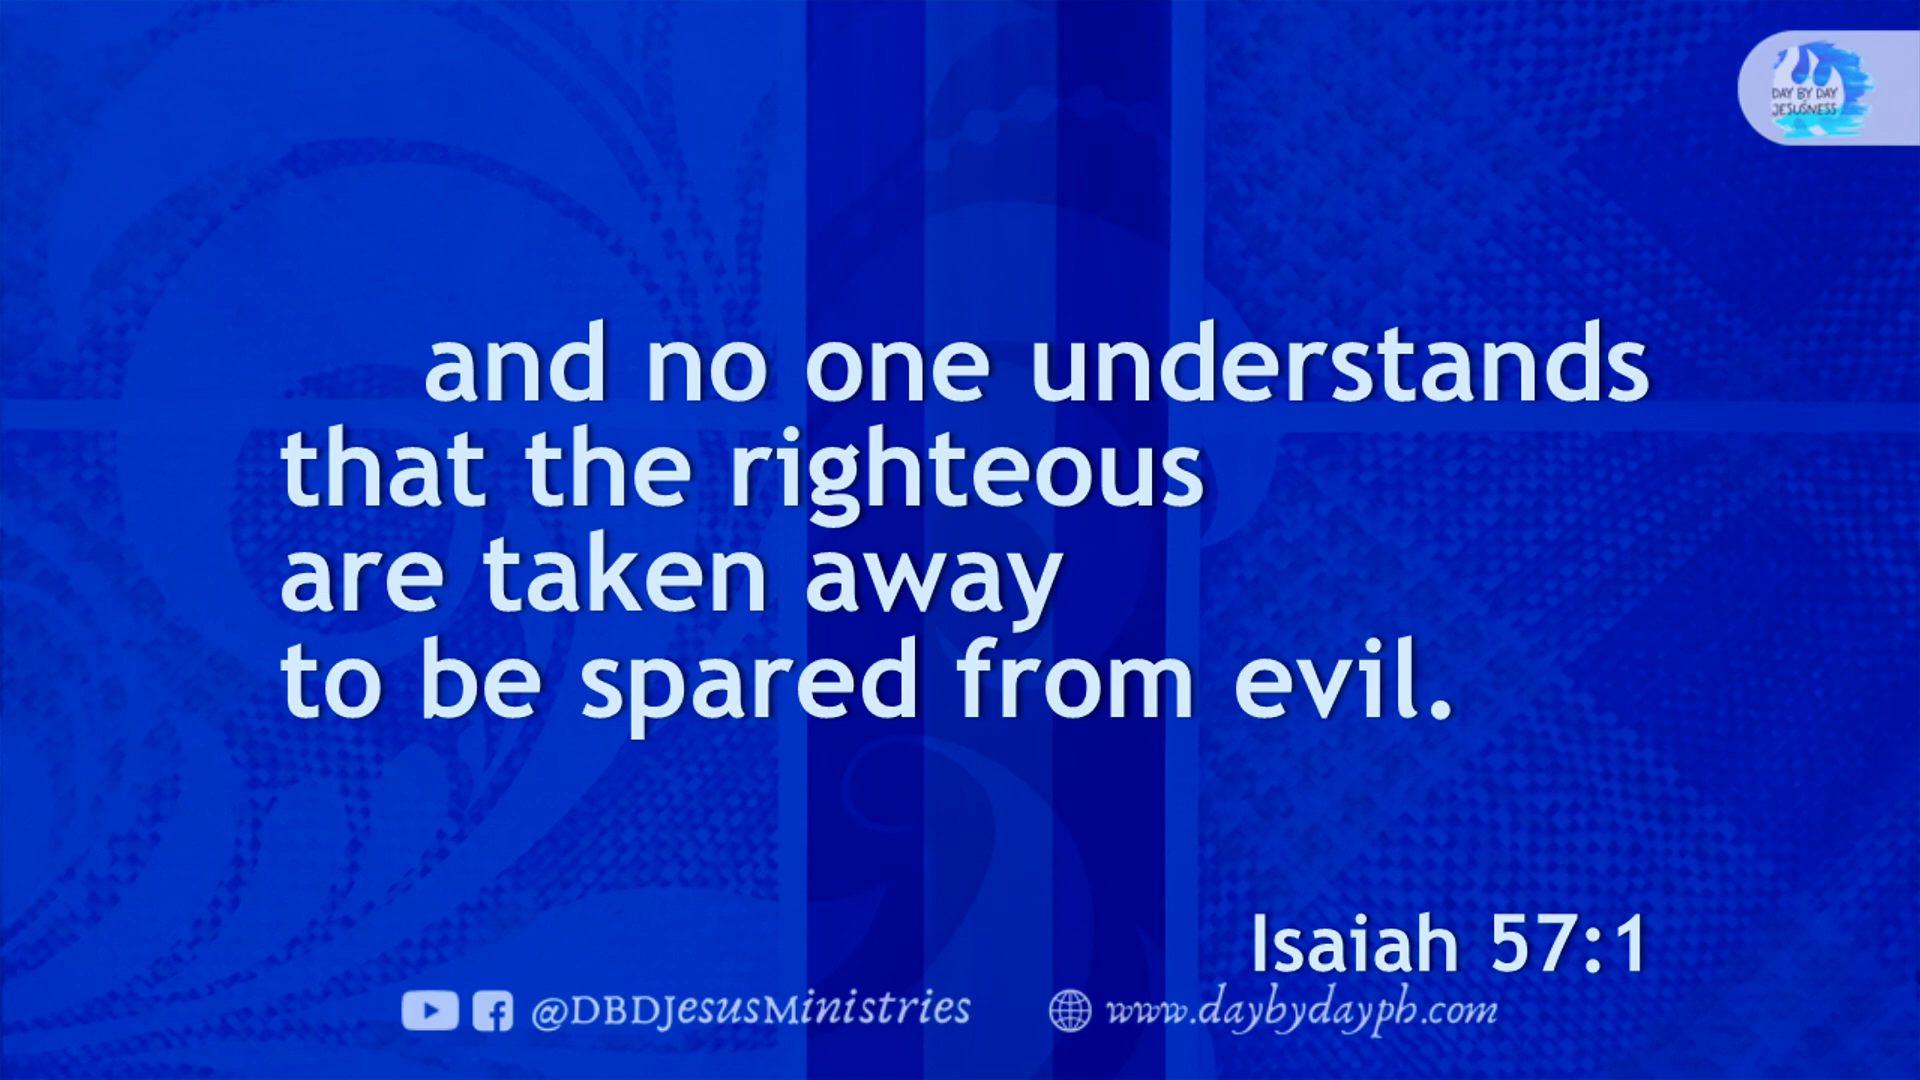 DAY BY DAY
JESUSNESS
and no one understands
that the righteous
are taken away
to be spared from evil.
Isaiah 57:1
@DBDJesusMinistries
www.daybydayph.com